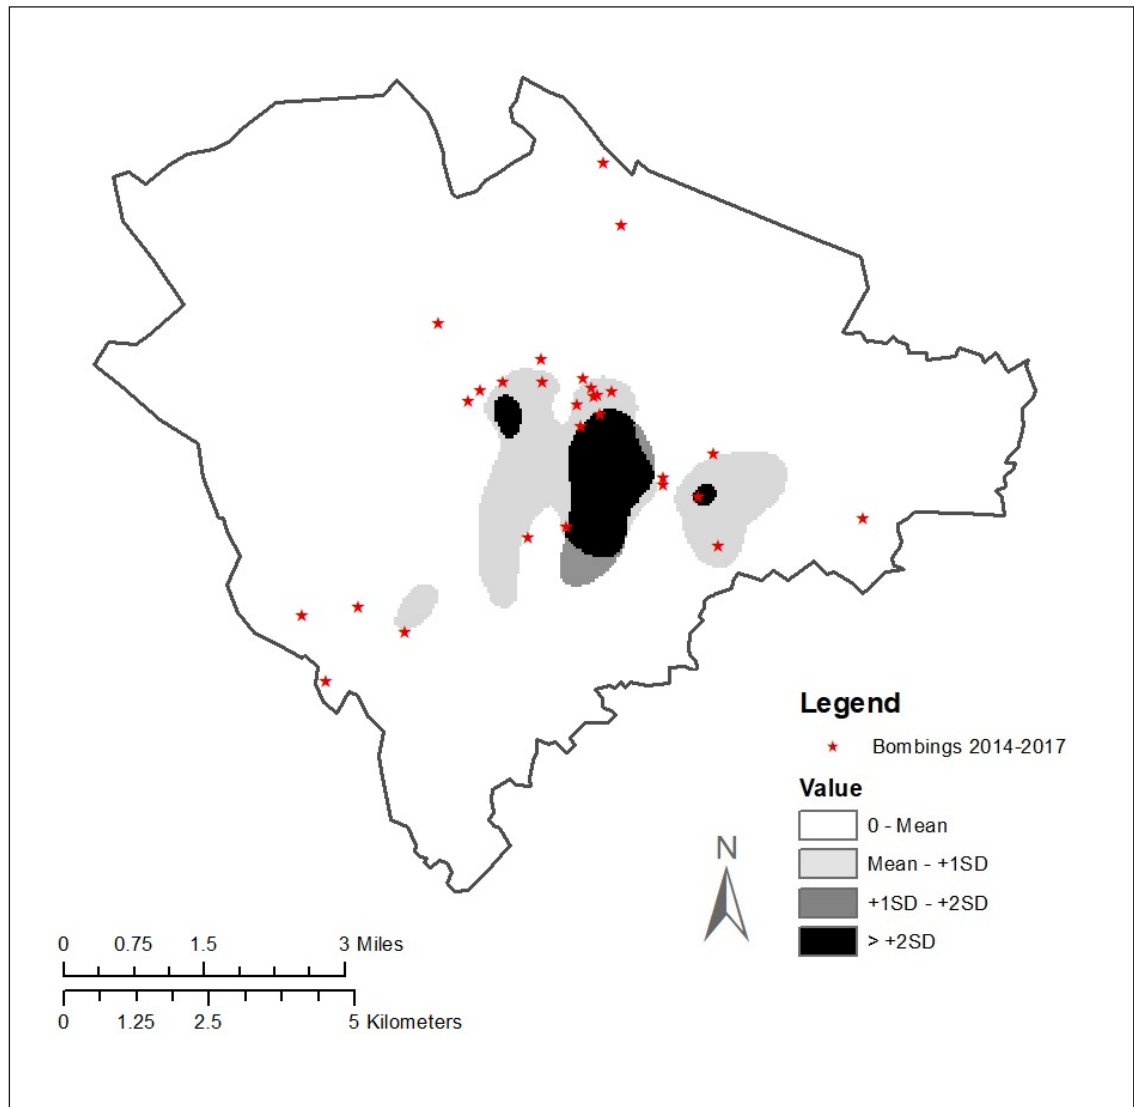 Legend
Bombings 2014-2017
Value
0 - Mean
Mean - +1SD
+1SD - +2SD
> +2SD
N
0 0.75 1.5 3 Miles
0 1.25 2.5 5 Kilometers